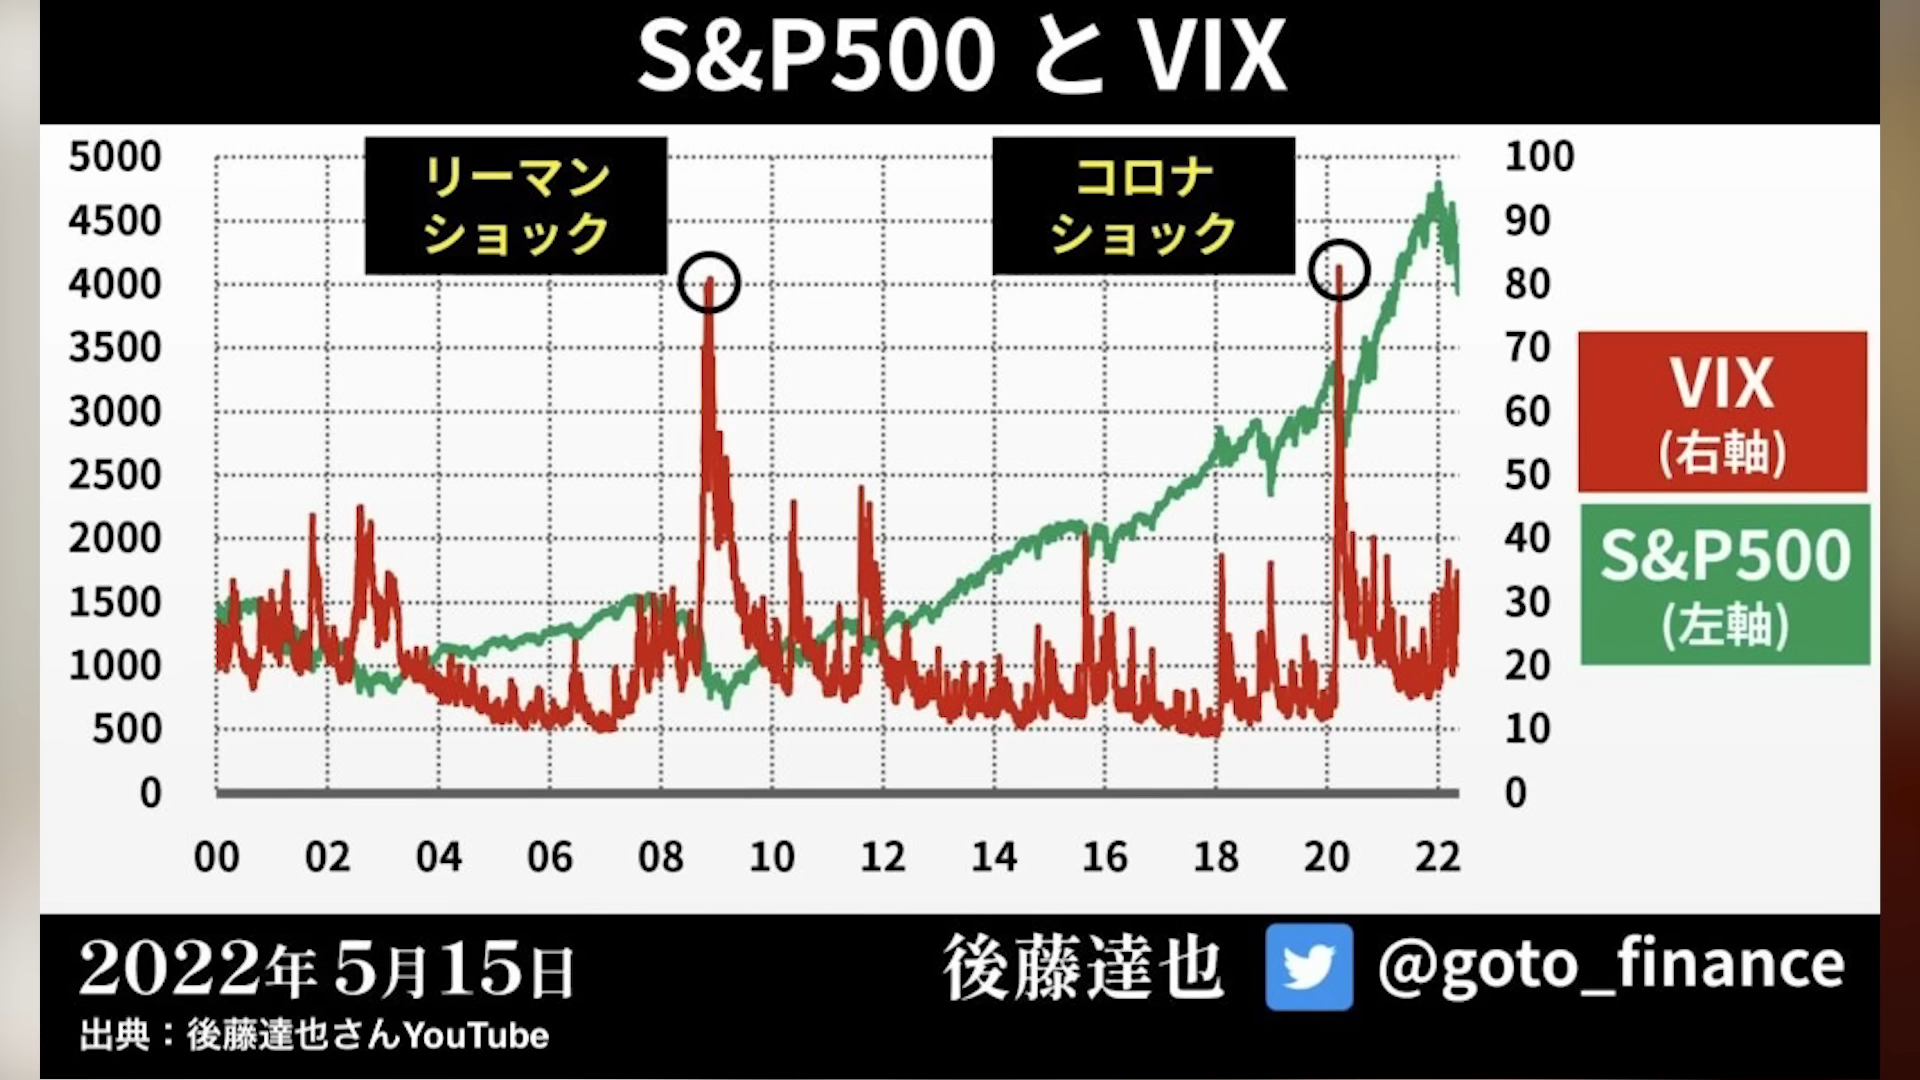 S&P500 と VIX
リーマン
ショック
コロナ
ショック
5000
4500
4000
3500
3000
2500
2000
1500
1000
500
0
100
90
80
70
60
50
40
30
20
10
0
VIX
(右軸)
S&P500
(左軸)
00 02 04 06 08 10 12 14 16 18 20 22
2022年 5月15日
後藤達也 @goto_finance
出典：後藤達也さんYouTube